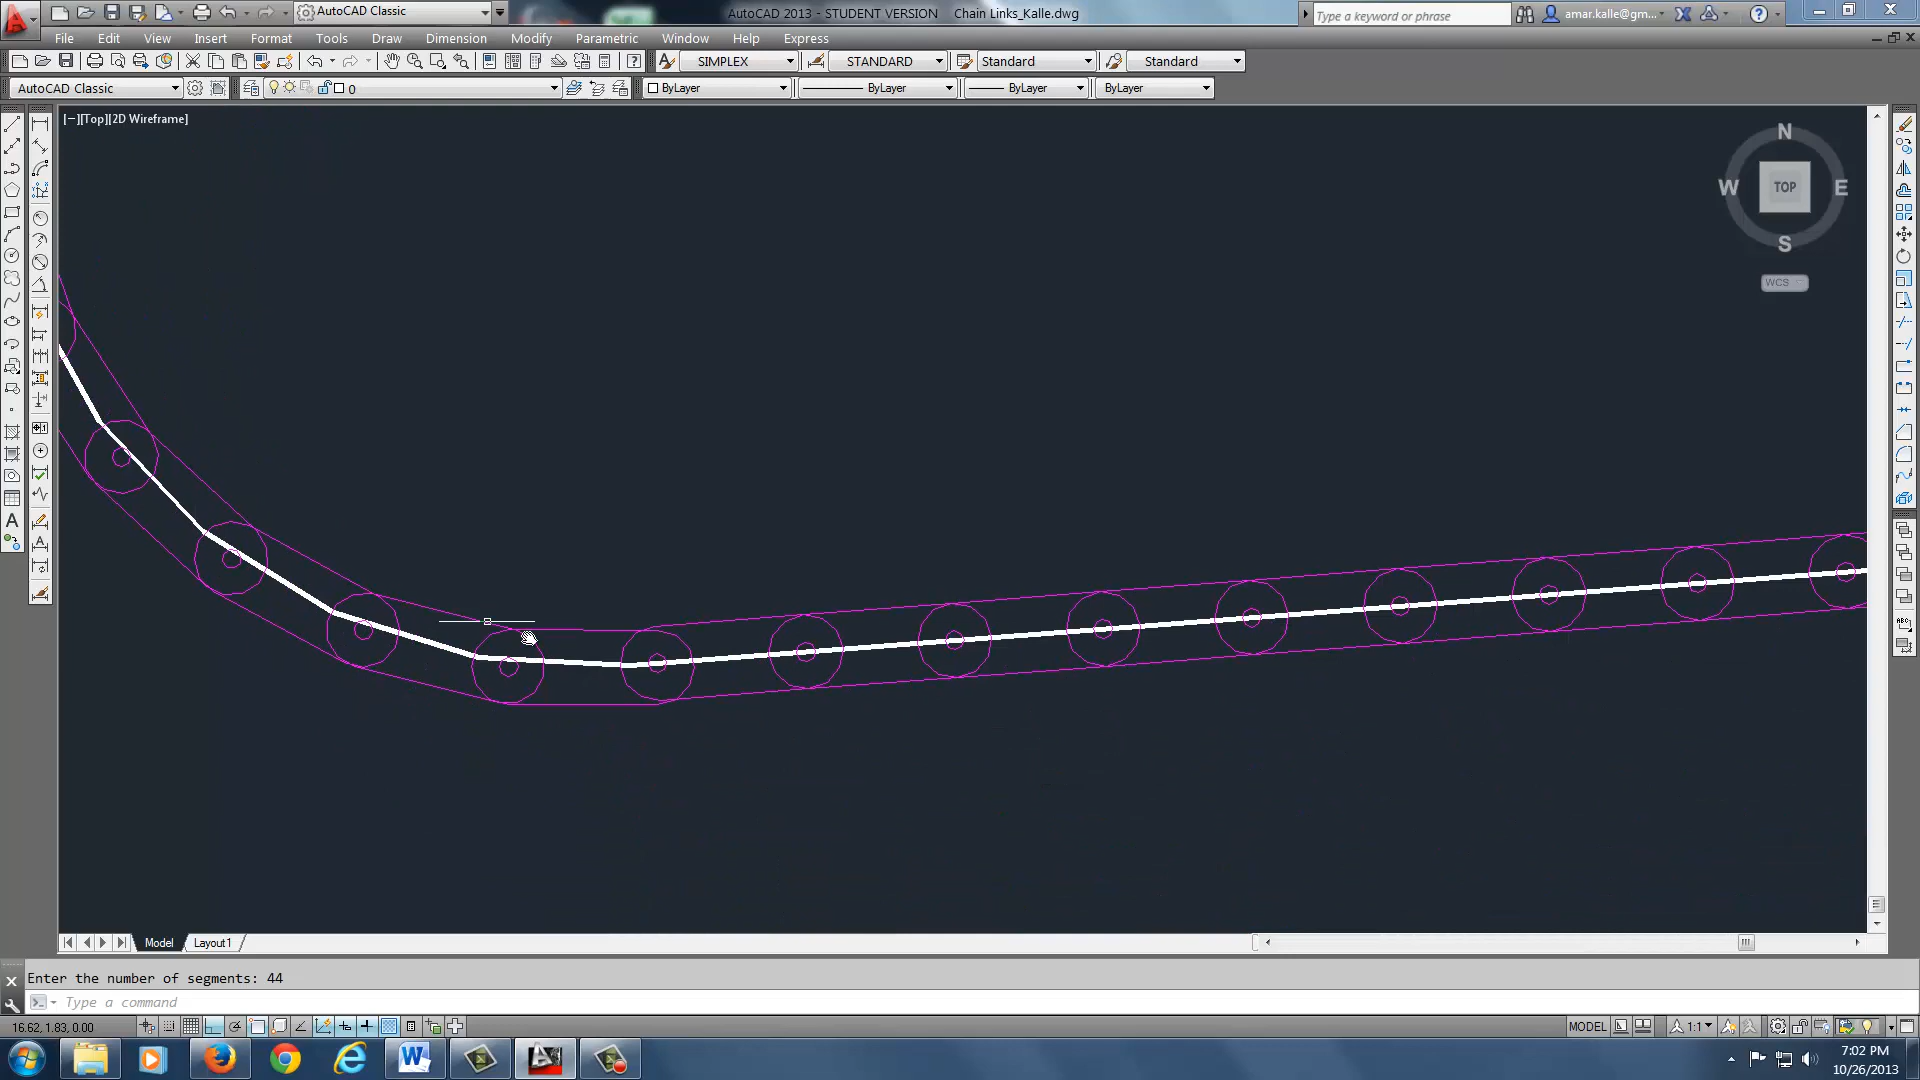 AutoCAD Classic
AutoCAD 2013 - STUDENT VERSION Chain Links_Kalle.dwg
Type a keyword or phrase
amar.kalle@gm...
File Edit View Insert Format Tools Draw Dimension Modify Parametric Window Help Express
SIMPLEX STANDARD Standard Standard
AutoCAD Classic 0 ByLayer ByLayer ByLayer ByLayer
[−][Top][2D Wireframe]
N
W TOP E
S
WCS
A
Model Layout1
Enter the number of segments: 44
Type a command
16.62, 1.83, 0.00 MODEL 1:1
7:02 PM
10/26/2013